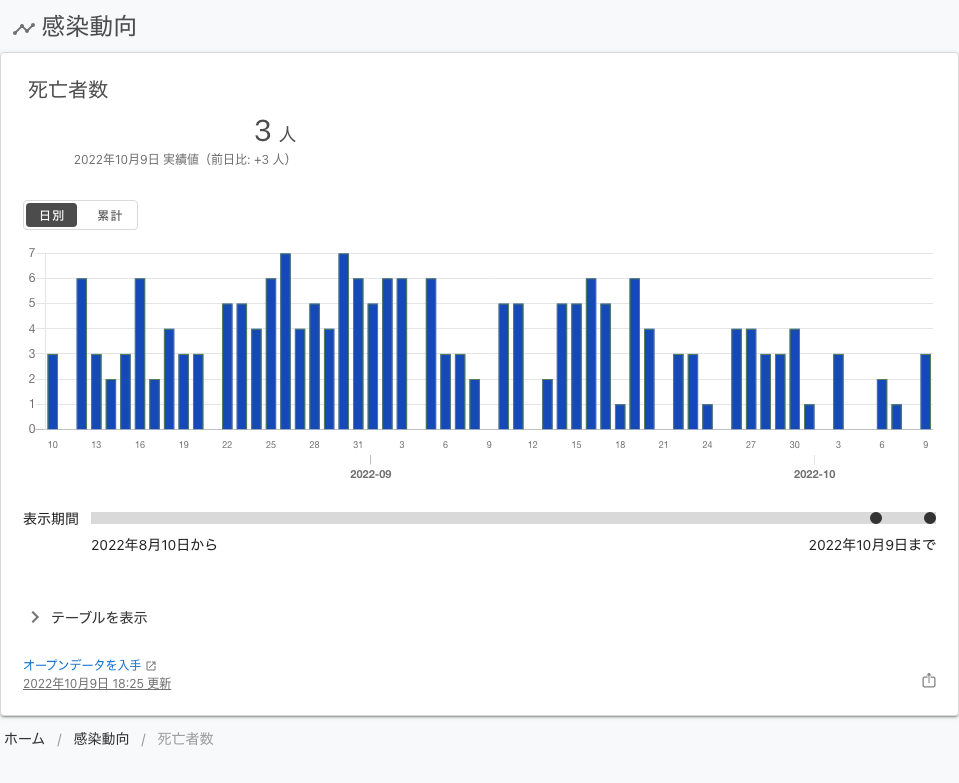 感染動向
死亡者数
3 人
2022年10月9日 実績値（前日比: +3 人）
日別 累計
7
6
5
4
3
2
1
0
10 13 16 19 22 25 28 31 3 6 9 12 15 18 21 24 27 30 3 6 9
2022-09 2022-10
表示期間
2022年8月10日から 2022年10月9日まで
テーブルを表示
オープンデータを入手
2022年10月9日 18:25 更新
ホーム / 感染動向 / 死亡者数